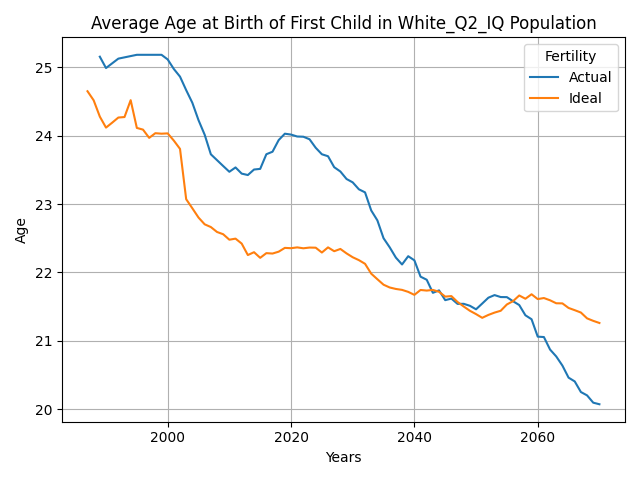 Average Age at Birth of First Child in White_Q2_IQ Population
Fertility
Actual
Ideal
Age
25
24
23
22
21
20
2000
2020
2040
2060
Years